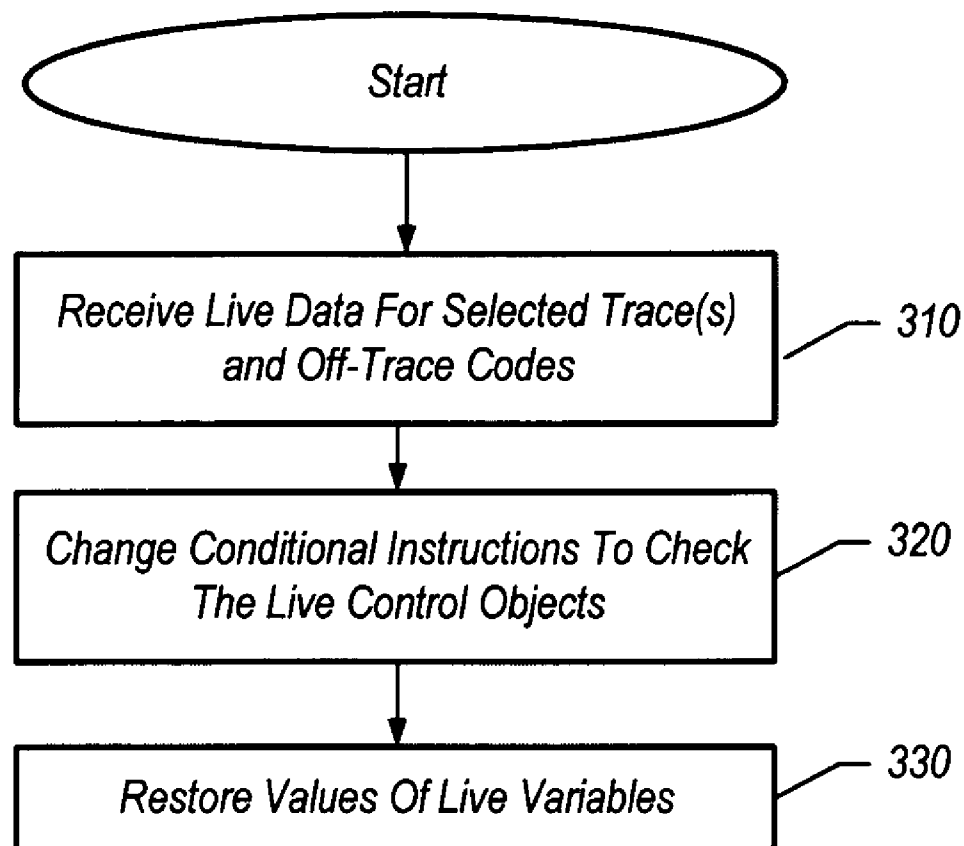 Start
Receive Live Data For Selected Trace(s)
and Off-Trace Codes
310
Change Conditional Instructions To Check
The Live Control Objects
320
Restore Values Of Live Variables
330